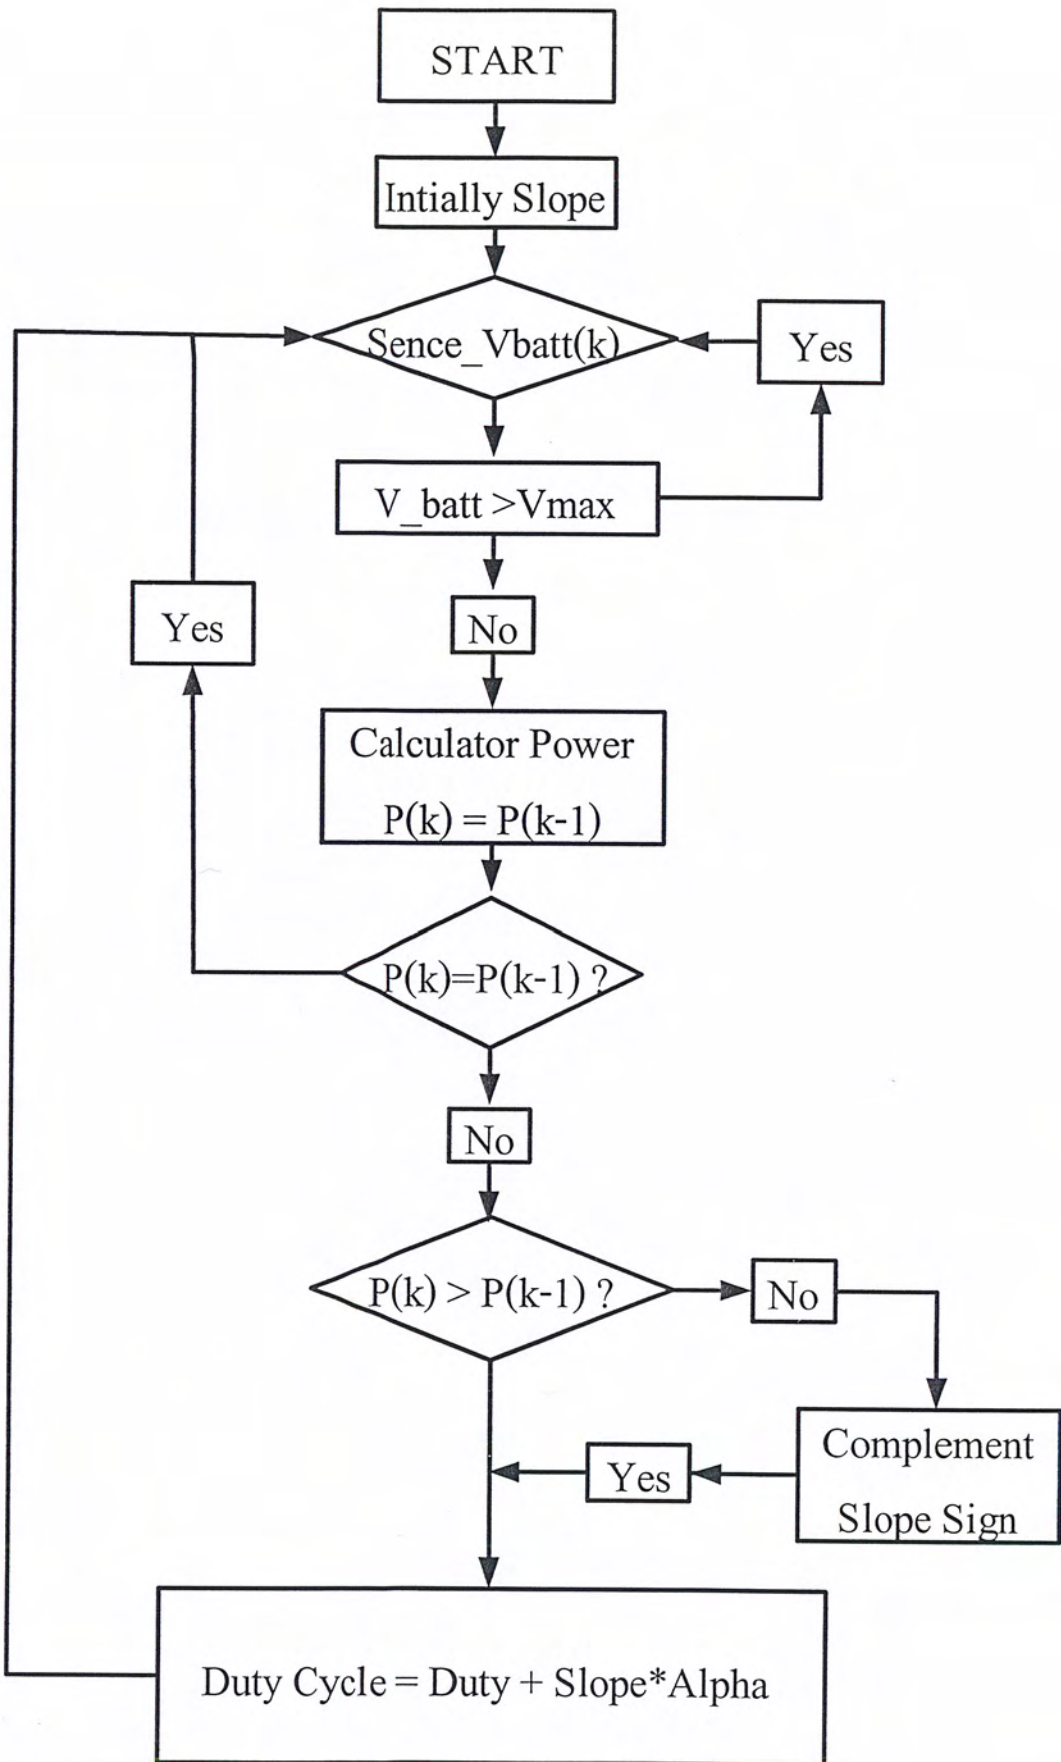 START
Intially Slope
Sence_Vbatt(k)
Yes
V_batt >Vmax
Yes
No
Calculator Power
P(k) = P(k-1)
P(k)=P(k-1) ?
No
P(k) > P(k-1) ?
No
Complement
Slope Sign
Yes
Duty Cycle = Duty + Slope*Alpha